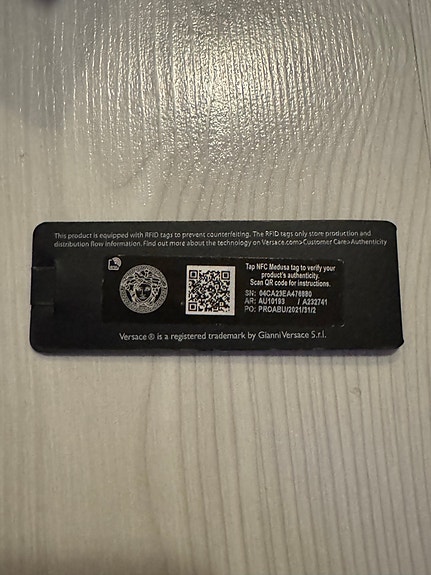 This product is equipped with RFID tags to prevent counterfeiting. The RFID tags only store production and
distribution flow information. Find out more about the technology on Versace.com>Customer Care>Authenticity
Tap NFC Medusa tag to verify your
product's authenticity.
Scan QR code for instructions.
SN: 04CA23EA476880
AR: AU10193 / A232741
PO: PROABU/2021/31/2
Versace ® is a registered trademark by Gianni Versace S.r.l.